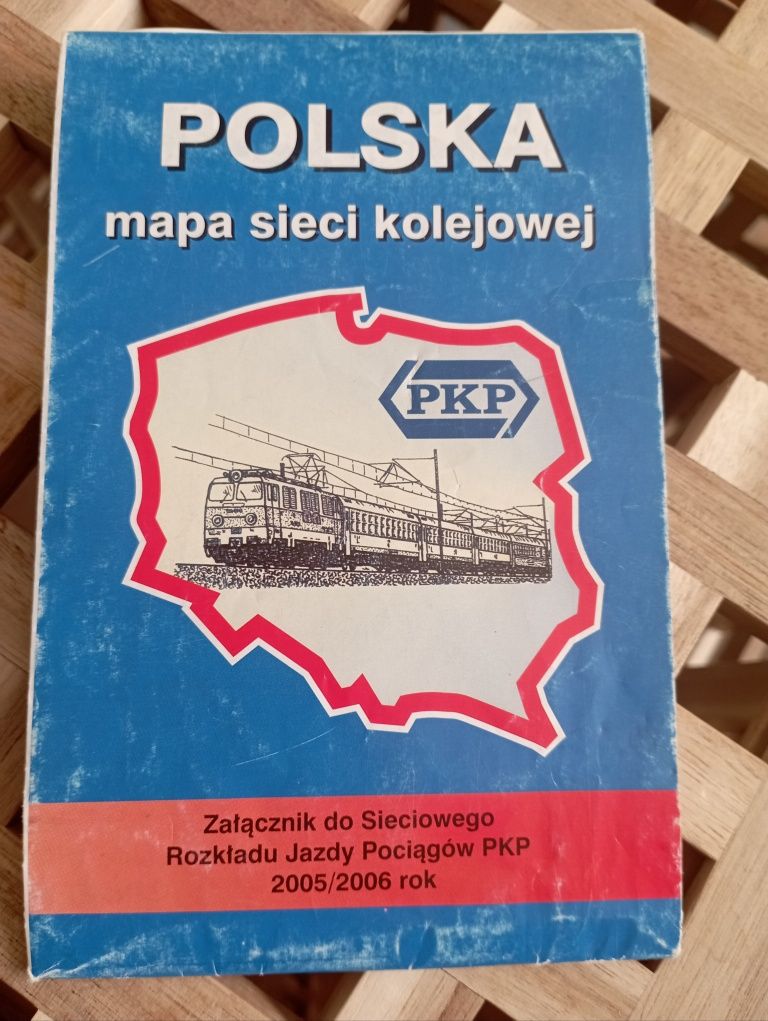 POLSKA
mapa sieci kolejowej
PKP
Załącznik do Sieciowego
Rozkładu Jazdy Pociągów PKP
2005/2006 rok